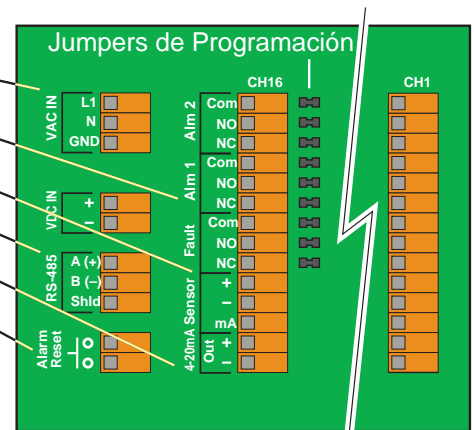 Jumpers de Programación
CH16
CH1
VAC IN
L1
N
GND
VDC IN
+
–
RS-485
A (+)
B (–)
Shld
Alarm
Reset
Alm 2
Com
NO
NC
Alm 1
Com
NO
NC
Fault
Com
NO
NC
4-20mA Sensor
+
–
mA
Out
+
–